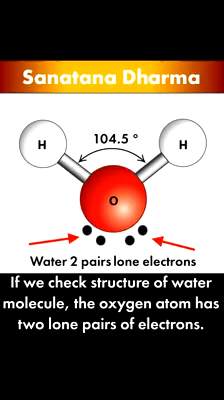 Sanatana Dharma
104.5 °
H
H
O
Water 2 pairs lone electrons
If we check structure of water
molecule, the oxygen atom has
two lone pairs of electrons.